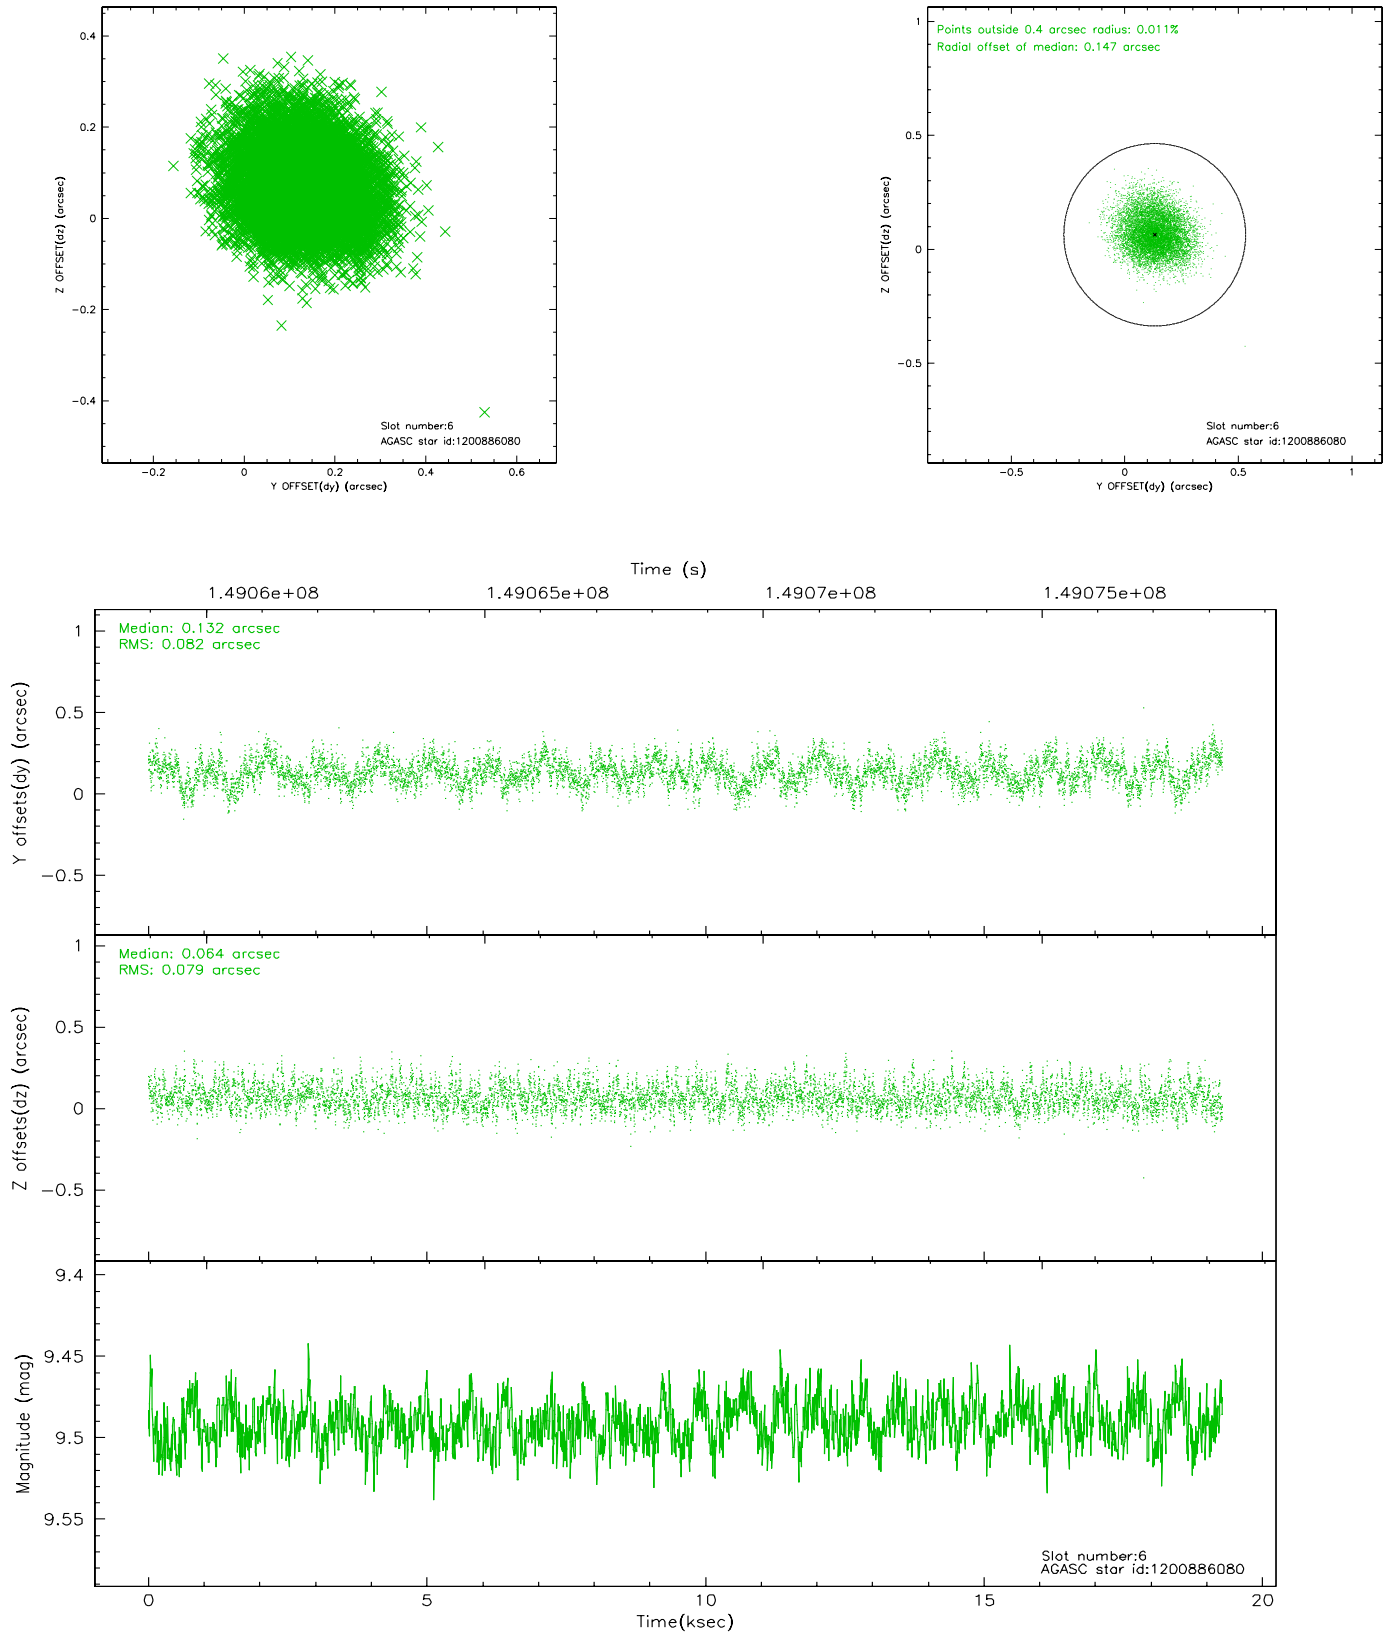 Z OFFSET(dz) (arcsec)
0.4
0.2
0
−0.2
−0.4
Slot number:6
AGASC star id:1200886080
−0.2
0
0.2
0.4
0.6
Y OFFSET(dy) (arcsec)
Points outside 0.4 arcsec radius: 0.011%
Radial offset of median: 0.147 arcsec
Z OFFSET(dz) (arcsec)
1
0.5
0
−0.5
Slot number:6
AGASC star id:1200886080
−0.5
0
0.5
1
Y OFFSET(dy) (arcsec)
Time (s)
1.4906e+08
1.49065e+08
1.4907e+08
1.49075e+08
Median: 0.132 arcsec
RMS: 0.082 arcsec
Y offsets(dy) (arcsec)
1
0.5
0
−0.5
Median: 0.064 arcsec
RMS: 0.079 arcsec
Z offsets(dz) (arcsec)
1
0.5
0
−0.5
Magnitude (mag)
9.4
9.45
9.5
9.55
Slot number:6
AGASC star id:1200886080
0
5
10
15
20
Time(ksec)